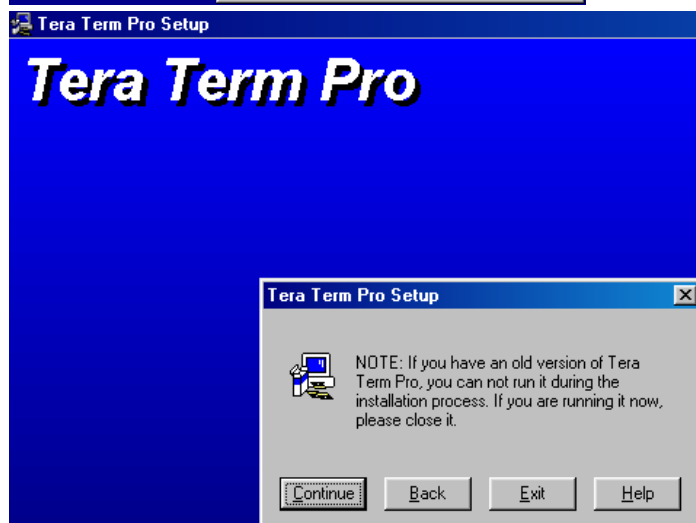 Tera Term Pro Setup
Tera Term Pro
Tera Term Pro Setup
NOTE: If you have an old version of Tera
Term Pro, you can not run it during the
installation process. If you are running it now,
please close it.
Continue Back Exit Help